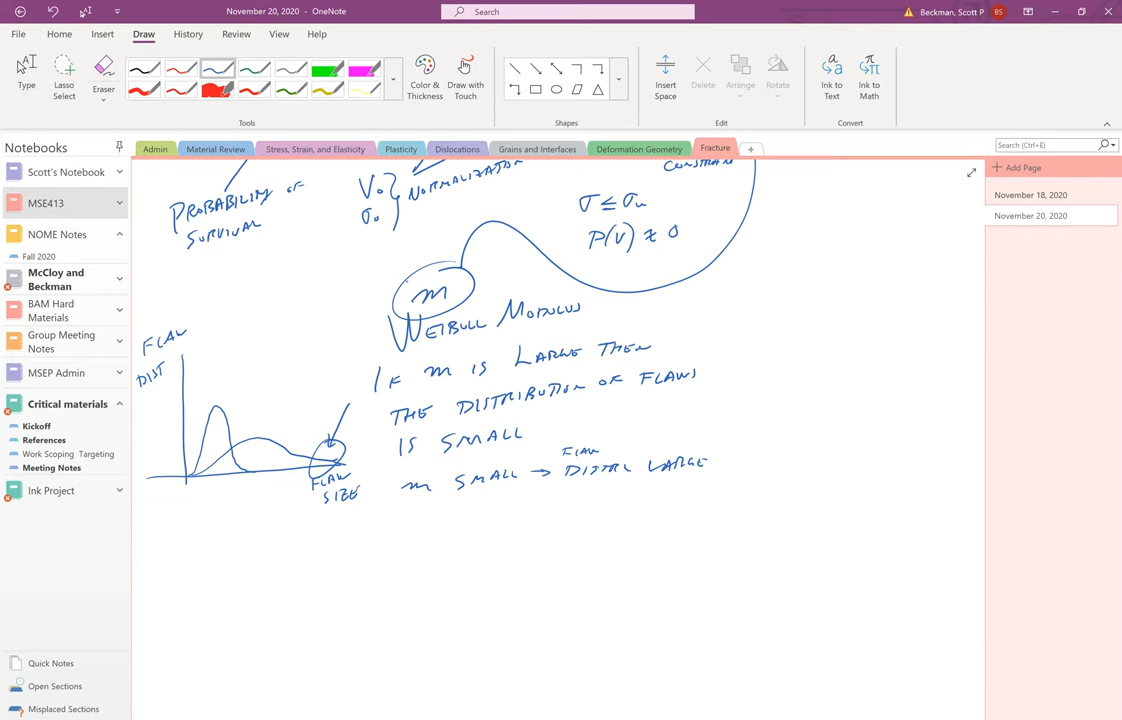 November 20, 2020 - OneNote
Search
Beckman, Scott P
BS
File Home Insert Draw History Review View Help
Type
Lasso Select
Eraser
Color & Thickness
Draw with Touch
Insert Space
Delete
Arrange
Rotate
Ink to Text
Ink to Math
Tools
Shapes
Edit
Convert
Notebooks
Admin
Material Review
Stress, Strain, and Elasticity
Plasticity
Dislocations
Grains and Interfaces
Deformation Geometry
Fracture
Search (Ctrl+E)
Scott's Notebook
MSE413
NOME Notes
Fall 2020
McCloy and Beckman
BAM Hard Materials
Group Meeting Notes
MSEP Admin
Critical materials
Kickoff
References
Work Scoping Targeting
Meeting Notes
Ink Project
Quick Notes
Open Sections
Misplaced Sections
Add Page
November 18, 2020
November 20, 2020
PROBABILITY OF
SURVIVAL
V₀
σ₀
NORMALIZATION
CONSTRAIN
σ ≤ σu
P(V) ≈ 0
m
WEIBULL MODULUS
IF m IS LARGE THEN
THE DISTRIBUTION OF FLAWS
IS SMALL
m SMALL → FLAW DISTRI LARGE
FLAW
DIST
FLAW
SIZE